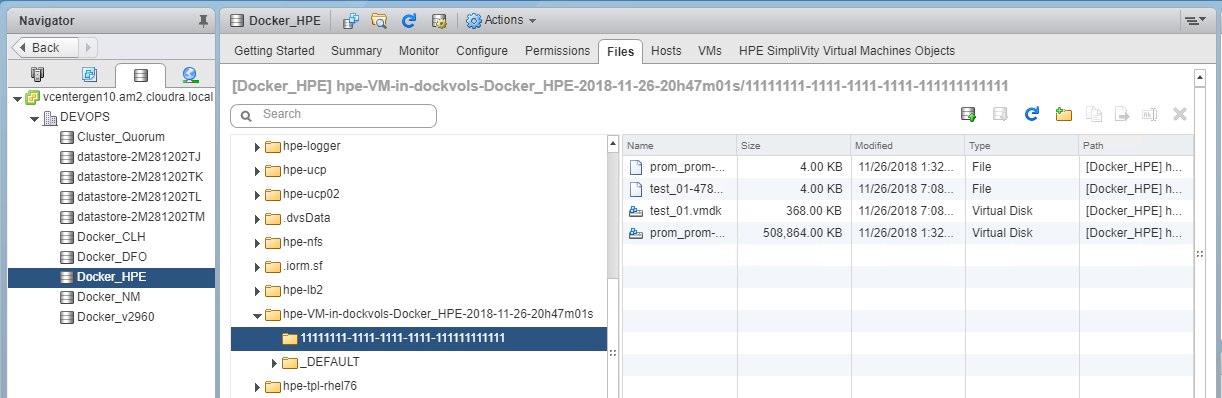 Navigator
Back
vcentergen10.am2.cloudra.local
DEVOPS
Cluster_Quorum
datastore-2M281202TJ
datastore-2M281202TK
datastore-2M281202TL
datastore-2M281202TM
Docker_CLH
Docker_DFO
Docker_HPE
Docker_NM
Docker_v2960
Docker_HPE Actions
Getting Started Summary Monitor Configure Permissions Files Hosts VMs HPE SimpliVity Virtual Machines Objects
[Docker_HPE] hpe-VM-in-dockvols-Docker_HPE-2018-11-26-20h47m01s/11111111-1111-1111-1111-111111111111
Search
hpe-logger
hpe-ucp
hpe-ucp02
.dvsData
hpe-nfs
.iorm.sf
hpe-lb2
hpe-VM-in-dockvols-Docker_HPE-2018-11-26-20h47m01s
11111111-1111-1111-1111-111111111111
_DEFAULT
hpe-tpl-rhel76
Name Size Modified Type Path
prom_prom-... 4.00 KB 11/26/2018 1:32... File [Docker_HPE] h...
test_01-478... 4.00 KB 11/26/2018 7:08... File [Docker_HPE] h...
test_01.vmdk 368.00 KB 11/26/2018 7:08... Virtual Disk [Docker_HPE] h...
prom_prom-... 508,864.00 KB 11/26/2018 1:32... Virtual Disk [Docker_HPE] h...